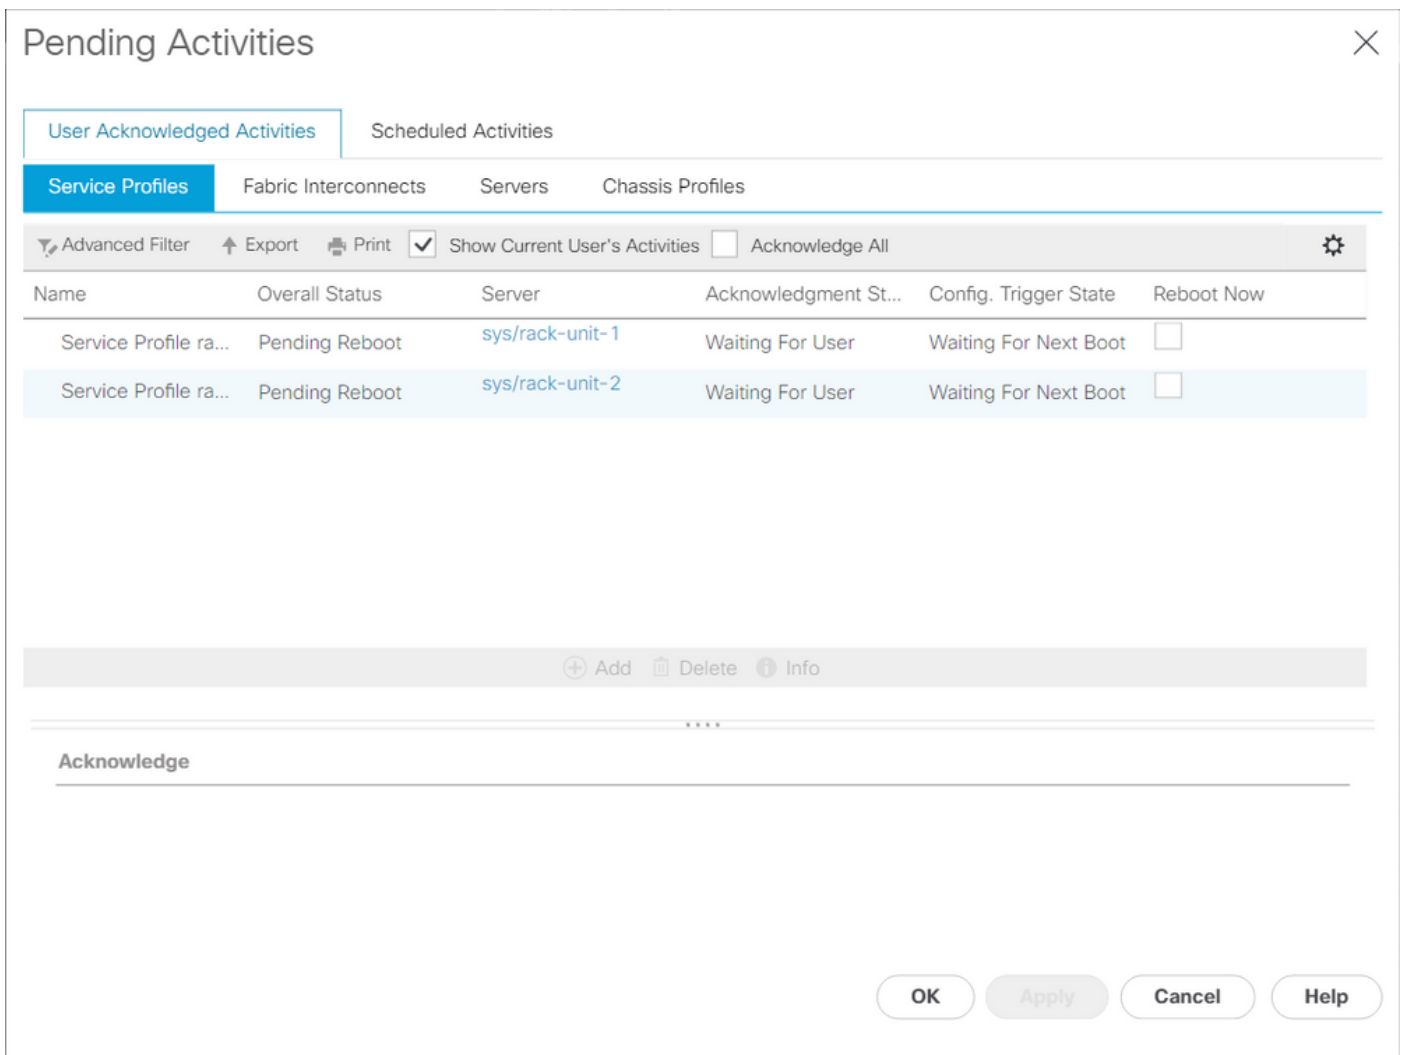 Pending Activities
User Acknowledged Activities Scheduled Activities
Service Profiles Fabric Interconnects Servers Chassis Profiles
Advanced Filter Export Print Show Current User's Activities Acknowledge All
Name Overall Status Server Acknowledgment St... Config. Trigger State Reboot Now
Service Profile ra... Pending Reboot sys/rack-unit-1 Waiting For User Waiting For Next Boot
Service Profile ra... Pending Reboot sys/rack-unit-2 Waiting For User Waiting For Next Boot
Add Delete Info
Acknowledge
OK Apply Cancel Help